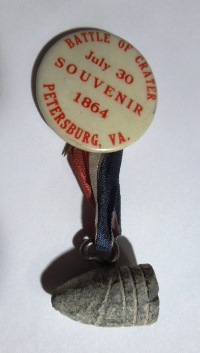 BATTLE OF CRATER
July 30
SOUVENIR
1864
PETERSBURG, VA.